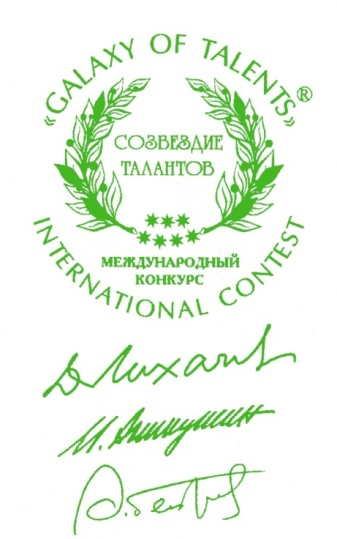 «GALAXY OF TALENTS»®
СОЗВЕЗДИЕ
ТАЛАНТОВ
МЕЖДУНАРОДНЫЙ
КОНКУРС
INTERNATIONAL CONTEST